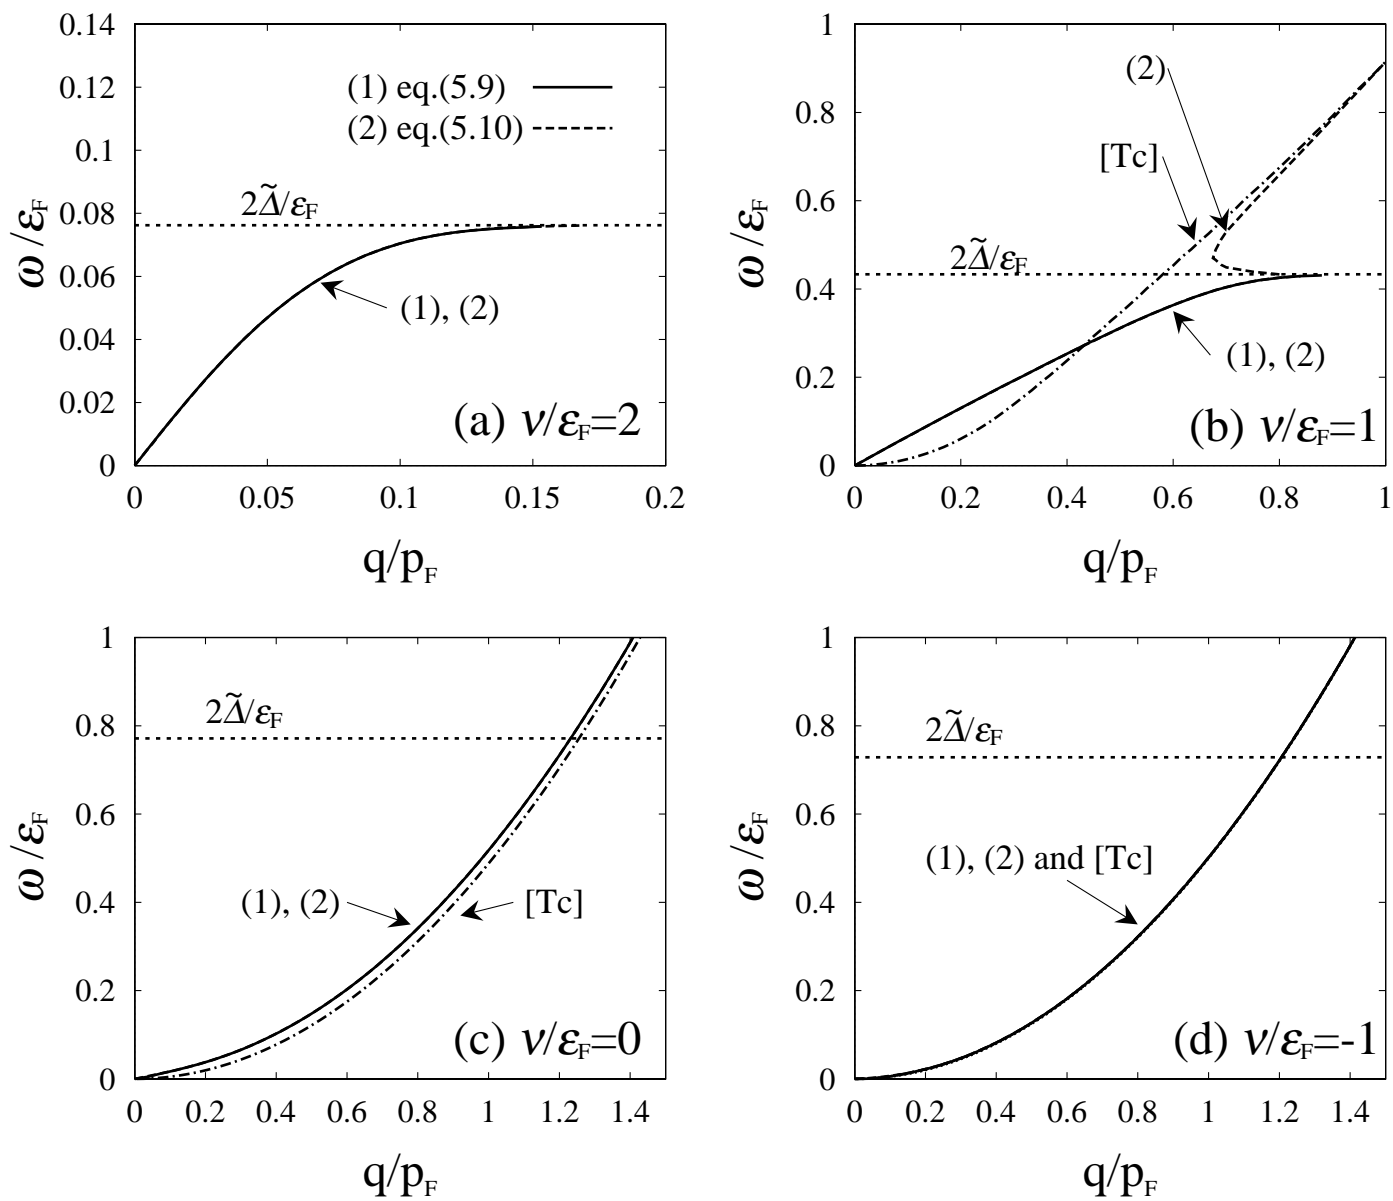 0.14
0.12
0.1
0.08
0.06
0.04
0.02
0
ω/εF
(1) eq.(5.9)
(2) eq.(5.10)
2Δ̃/εF
(1), (2)
(a) ν/εF=2
0 0.05 0.1 0.15 0.2
q/pF
1
0.8
0.6
0.4
0.2
0
ω/εF
(2)
[Tc]
2Δ̃/εF
(1), (2)
(b) ν/εF=1
0 0.2 0.4 0.6 0.8 1
q/pF
1
0.8
0.6
0.4
0.2
0
ω/εF
2Δ̃/εF
(1), (2)
[Tc]
(c) ν/εF=0
0 0.2 0.4 0.6 0.8 1 1.2 1.4
q/pF
1
0.8
0.6
0.4
0.2
0
ω/εF
2Δ̃/εF
(1), (2) and [Tc]
(d) ν/εF=-1
0 0.2 0.4 0.6 0.8 1 1.2 1.4
q/pF